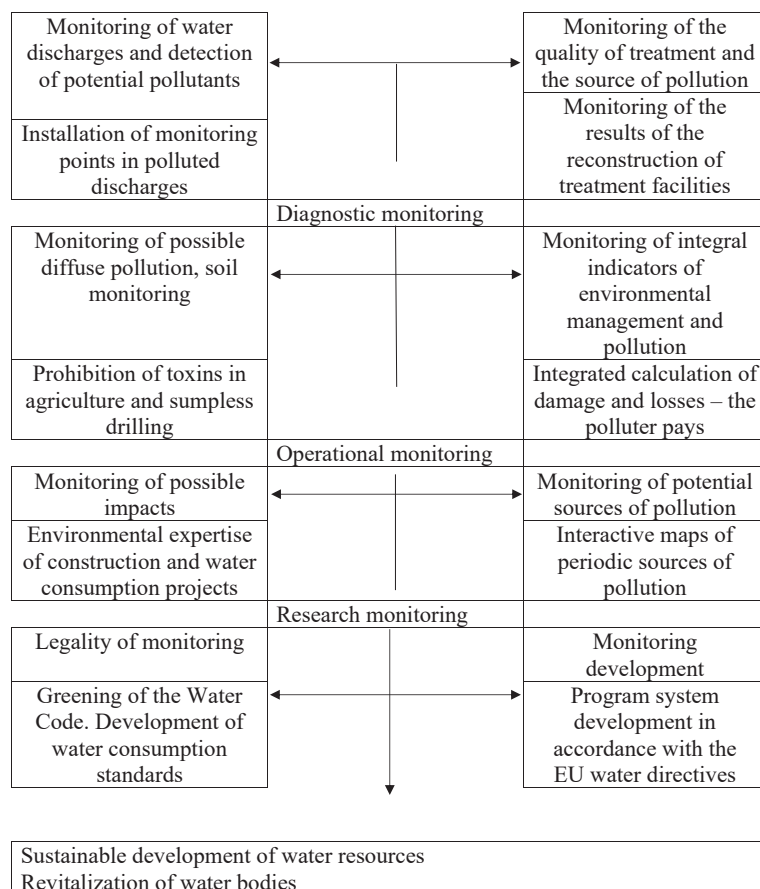 Monitoring of water
discharges and detection
of potential pollutants
Monitoring of the
quality of treatment and
the source of pollution
Installation of monitoring
points in polluted
discharges
Monitoring of the
results of the
reconstruction of
treatment facilities
Diagnostic monitoring
Monitoring of possible
diffuse pollution, soil
monitoring
Monitoring of integral
indicators of
environmental
management and
pollution
Prohibition of toxins in
agriculture and sumpless
drilling
Integrated calculation of
damage and losses – the
polluter pays
Operational monitoring
Monitoring of possible
impacts
Monitoring of potential
sources of pollution
Environmental expertise
of construction and water
consumption projects
Interactive maps of
periodic sources of
pollution
Research monitoring
Legality of monitoring
Monitoring
development
Greening of the Water
Code. Development of
water consumption
standards
Program system
development in
accordance with the
EU water directives
Sustainable development of water resources
Revitalization of water bodies